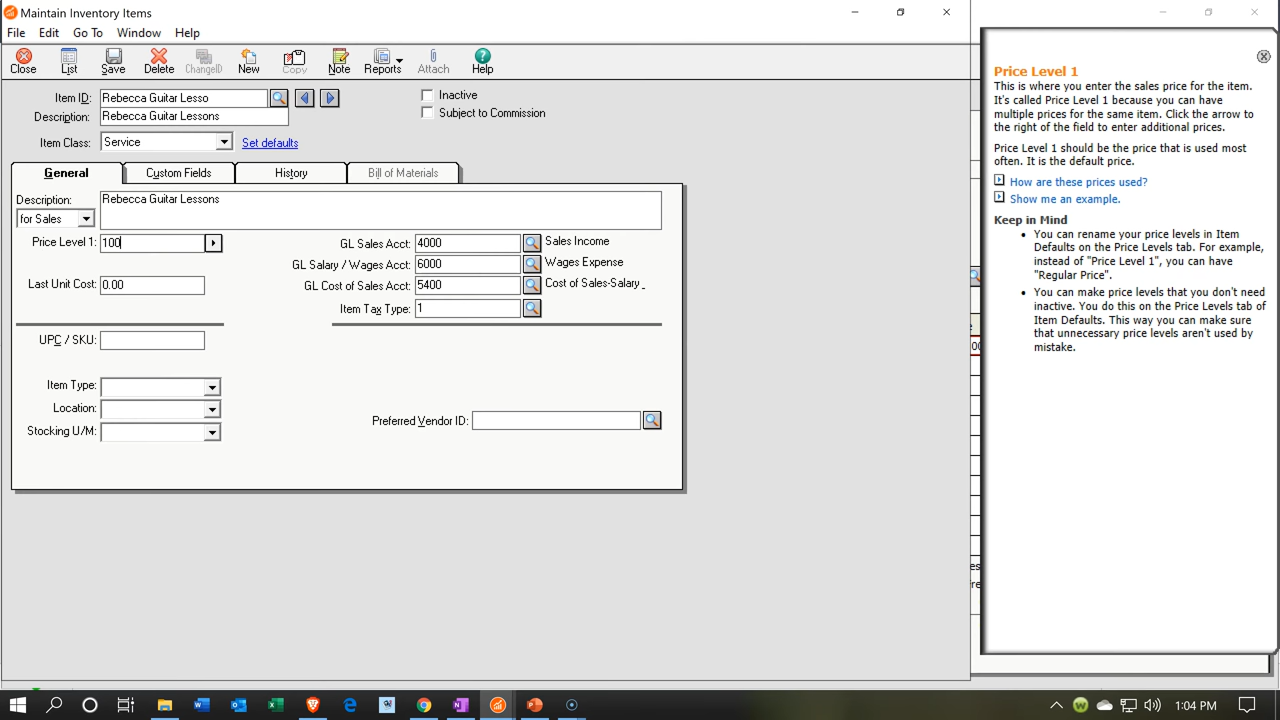 Maintain Inventory Items
File Edit Go To Window Help
Close List Save Delete ChangeID New Copy Note Reports Attach Help
Item ID: Rebecca Guitar Lesso
Inactive
Description: Rebecca Guitar Lessons
Subject to Commission
Item Class: Service Set defaults
General Custom Fields History Bill of Materials
Description: Rebecca Guitar Lessons
for Sales
Price Level 1: 100
GL Sales Acct: 4000 Sales Income
GL Salary / Wages Acct: 6000 Wages Expense
Last Unit Cost: 0.00
GL Cost of Sales Acct: 5400 Cost of Sales-Salary
Item Tax Type: 1
UPC / SKU:
Item Type:
Location:
Stocking U/M:
Preferred Vendor ID:
Price Level 1
This is where you enter the sales price for the item.
It's called Price Level 1 because you can have
multiple prices for the same item. Click the arrow to
the right of the field to enter additional prices.
Price Level 1 should be the price that is used most
often. It is the default price.
How are these prices used?
Show me an example.
Keep in Mind
• You can rename your price levels in Item
Defaults on the Price Levels tab. For example,
instead of "Price Level 1", you can have
"Regular Price".
• You can make price levels that you don't need
inactive. You do this on the Price Levels tab of
Item Defaults. This way you can make sure
that unnecessary price levels aren't used by
mistake.
1:04 PM